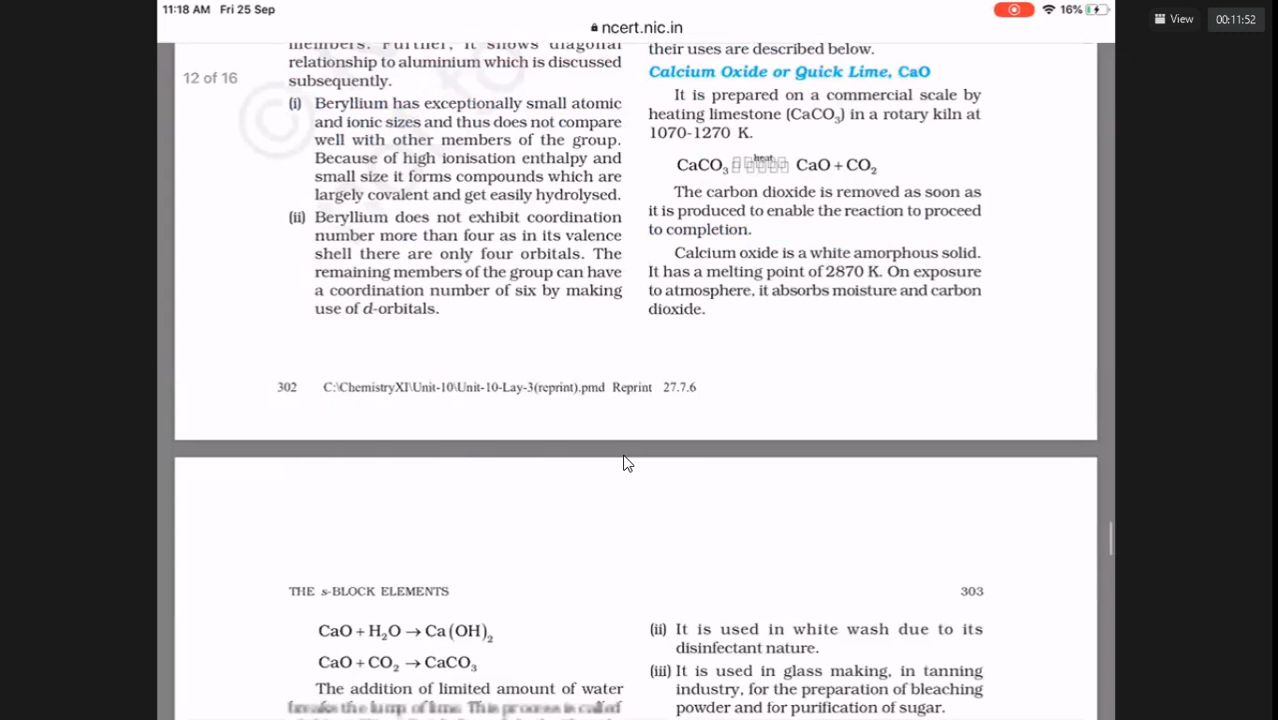 11:18 AM Fri 25 Sep
16%
View
00:11:52
ncert.nic.in
12 of 16
members. Further, it shows diagonal
relationship to aluminium which is discussed
subsequently.
(i) Beryllium has exceptionally small atomic
and ionic sizes and thus does not compare
well with other members of the group.
Because of high ionisation enthalpy and
small size it forms compounds which are
largely covalent and get easily hydrolysed.
(ii) Beryllium does not exhibit coordination
number more than four as in its valence
shell there are only four orbitals. The
remaining members of the group can have
a coordination number of six by making
use of d-orbitals.
their uses are described below.
Calcium Oxide or Quick Lime, CaO
It is prepared on a commercial scale by
heating limestone (CaCO₃) in a rotary kiln at
1070-1270 K.
CaCO₃ heat CaO + CO₂
The carbon dioxide is removed as soon as
it is produced to enable the reaction to proceed
to completion.
Calcium oxide is a white amorphous solid.
It has a melting point of 2870 K. On exposure
to atmosphere, it absorbs moisture and carbon
dioxide.
302 C:\ChemistryXI\Unit-10\Unit-10-Lay-3(reprint).pmd Reprint 27.7.6
THE s-BLOCK ELEMENTS
303
CaO + H₂O → Ca(OH)₂
CaO + CO₂ → CaCO₃
The addition of limited amount of water
breaks the lump of lime. This process is called
(ii) It is used in white wash due to its
disinfectant nature.
(iii) It is used in glass making, in tanning
industry, for the preparation of bleaching
powder and for purification of sugar.